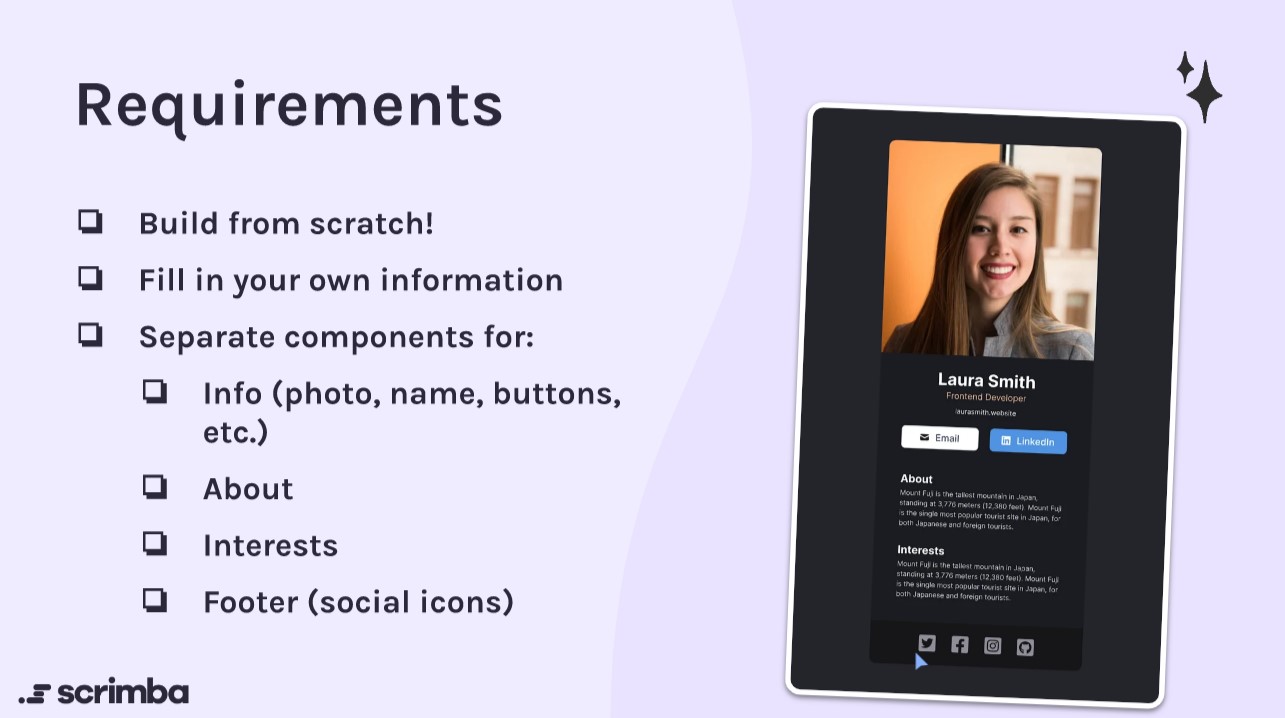 Requirements
Build from scratch!
Fill in your own information
Separate components for:
Info (photo, name, buttons,
etc.)
About
Interests
Footer (social icons)
scrimba
Laura Smith
Frontend Developer
laurasmith.website
Email
LinkedIn
About
Mount Fuji is the tallest mountain in Japan,
standing at 3,776 meters (12,380 feet). Mount Fuji
is the single most popular tourist site in Japan, for
both Japanese and foreign tourists.
Interests
Mount Fuji is the tallest mountain in Japan,
standing at 3,776 meters (12,380 feet). Mount Fuji
is the single most popular tourist site in Japan, for
both Japanese and foreign tourists.